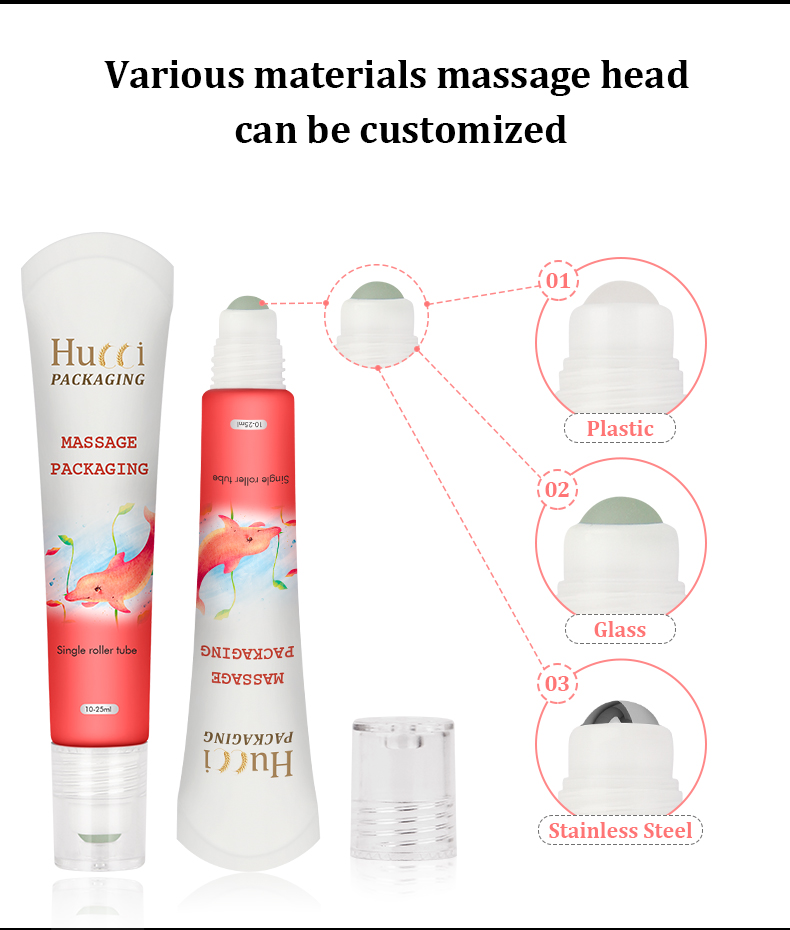 Various materials massage head
can be customized
Hucci
PACKAGING
MASSAGE
PACKAGING
Single roller tube
10-25ml
10-25ml
Single roller tube
MASSAGE
PACKAGING
Hucci
PACKAGING
01
Plastic
02
Glass
03
Stainless Steel